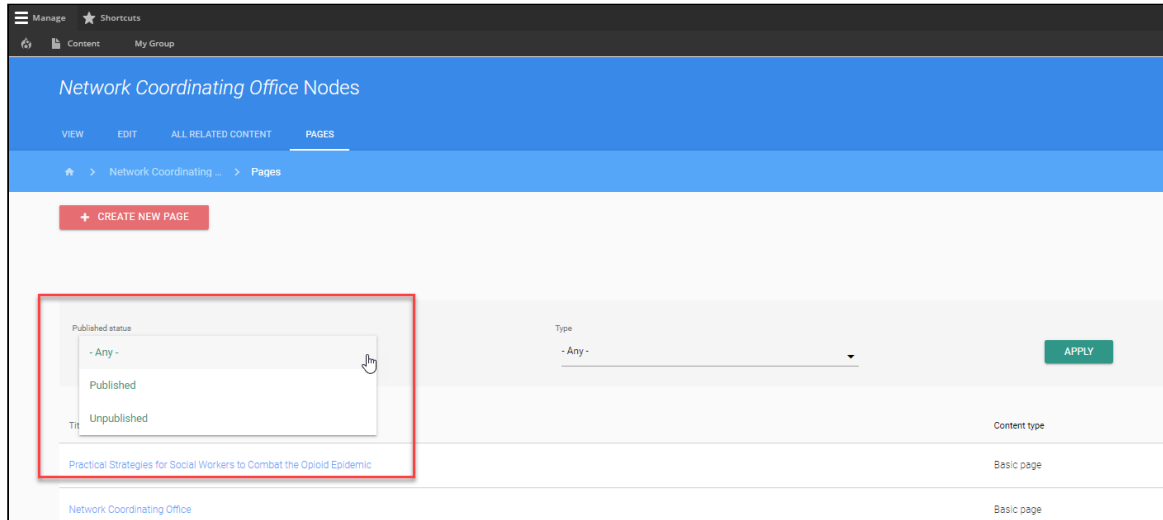 Manage Shortcuts
Content My Group
Network Coordinating Office Nodes
VIEW EDIT ALL RELATED CONTENT PAGES
> Network Coordinating ... > Pages
+ CREATE NEW PAGE
Published status Type
- Any - - Any - APPLY
Published
Unpublished
Tit Content type
Practical Strategies for Social Workers to Combat the Opioid Epidemic Basic page
Network Coordinating Office Basic page